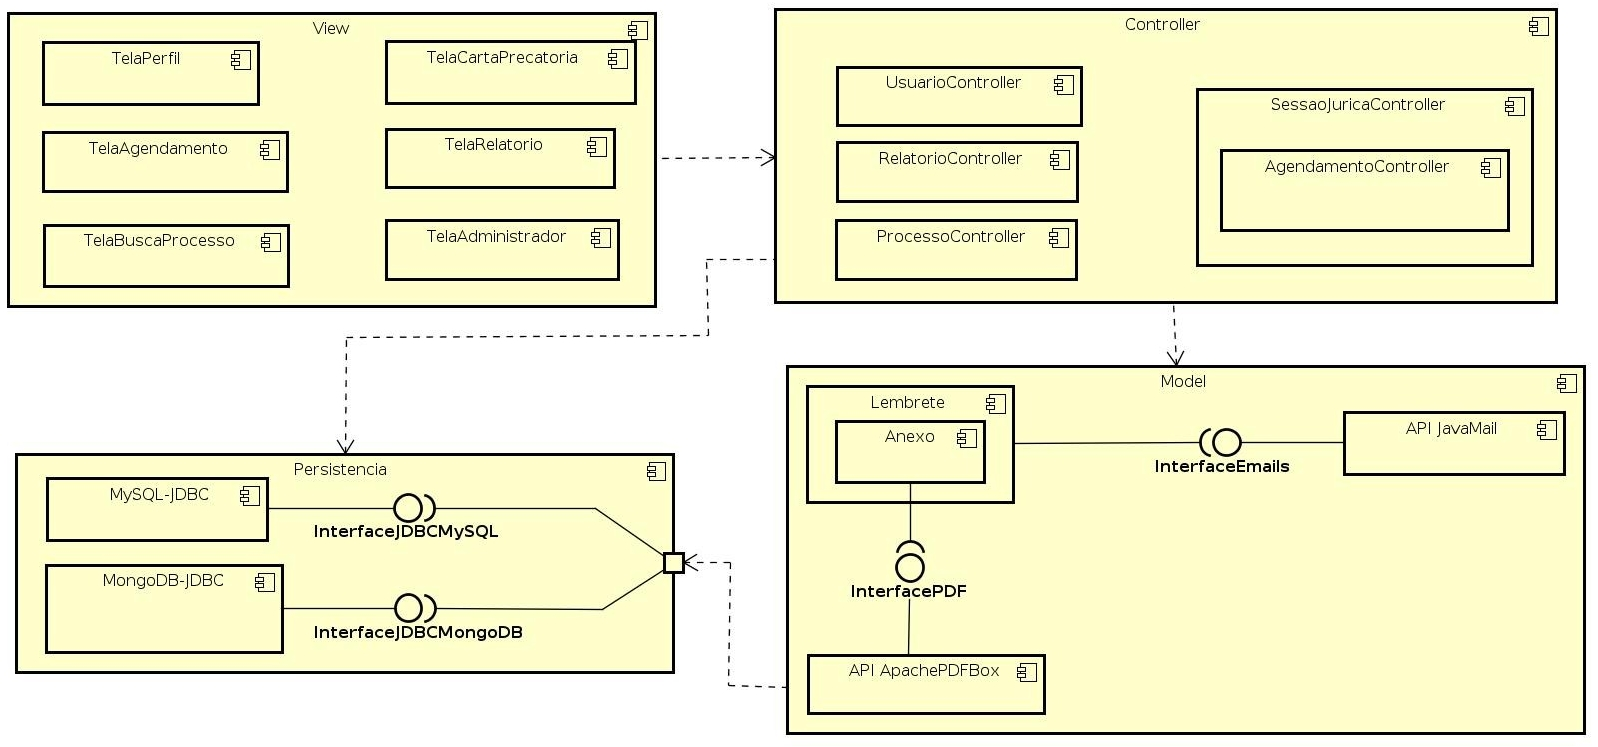 View
TelaPerfil
TelaCartaPrecatoria
TelaAgendamento
TelaRelatorio
TelaBuscaProcesso
TelaAdministrador
Controller
UsuarioController
RelatorioController
ProcessoController
SessaoJuricaController
AgendamentoController
Persistencia
MySQL-JDBC
InterfaceJDBCMySQL
MongoDB-JDBC
InterfaceJDBCMongoDB
Model
Lembrete
Anexo
API JavaMail
InterfaceEmails
InterfacePDF
API ApachePDFBox